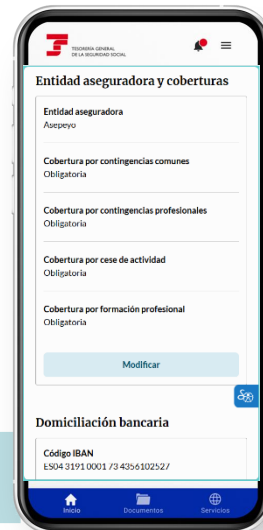 TESORERÍA GENERAL
DE LA SEGURIDAD SOCIAL
Entidad aseguradora y coberturas
Entidad aseguradora
Asepeyo
Cobertura por contingencias comunes
Obligatoria
Cobertura por contingencias profesionales
Obligatoria
Cobertura por cese de actividad
Obligatoria
Cobertura por formación profesional
Obligatoria
Modificar
Domiciliación bancaria
Código IBAN
ES04 3191 0001 73 4356102527
Inicio
Documentos
Servicios